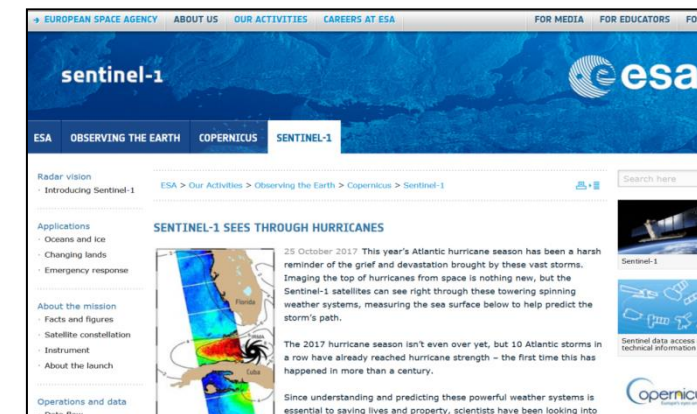 EUROPEAN SPACE AGENCY ABOUT US OUR ACTIVITIES CAREERS AT ESA FOR MEDIA FOR EDUCATORS
sentinel-1
esa
ESA OBSERVING THE EARTH COPERNICUS SENTINEL-1
Radar vision
Introducing Sentinel-1
Applications
Oceans and ice
Changing lands
Emergency response
About the mission
Facts and figures
Satellite constellation
Instrument
About the launch
Operations and data
Data flow
ESA > Our Activities > Observing the Earth > Copernicus > Sentinel-1
SENTINEL-1 SEES THROUGH HURRICANES
Florida
IRMA
Cuba
25 October 2017 This year's Atlantic hurricane season has been a harsh
reminder of the grief and devastation brought by these vast storms.
Imaging the top of hurricanes from space is nothing new, but the
Sentinel-1 satellites can see right through these towering spinning
weather systems, measuring the sea surface below to help predict the
storm's path.
The 2017 hurricane season isn't even over yet, but 10 Atlantic storms in
a row have already reached hurricane strength – the first time this has
happened in more than a century.
Since understanding and predicting these powerful weather systems is
essential to saving lives and property, scientists have been looking into
Search here
Sentinel-1
Sentinel data access
technical information
opernicu